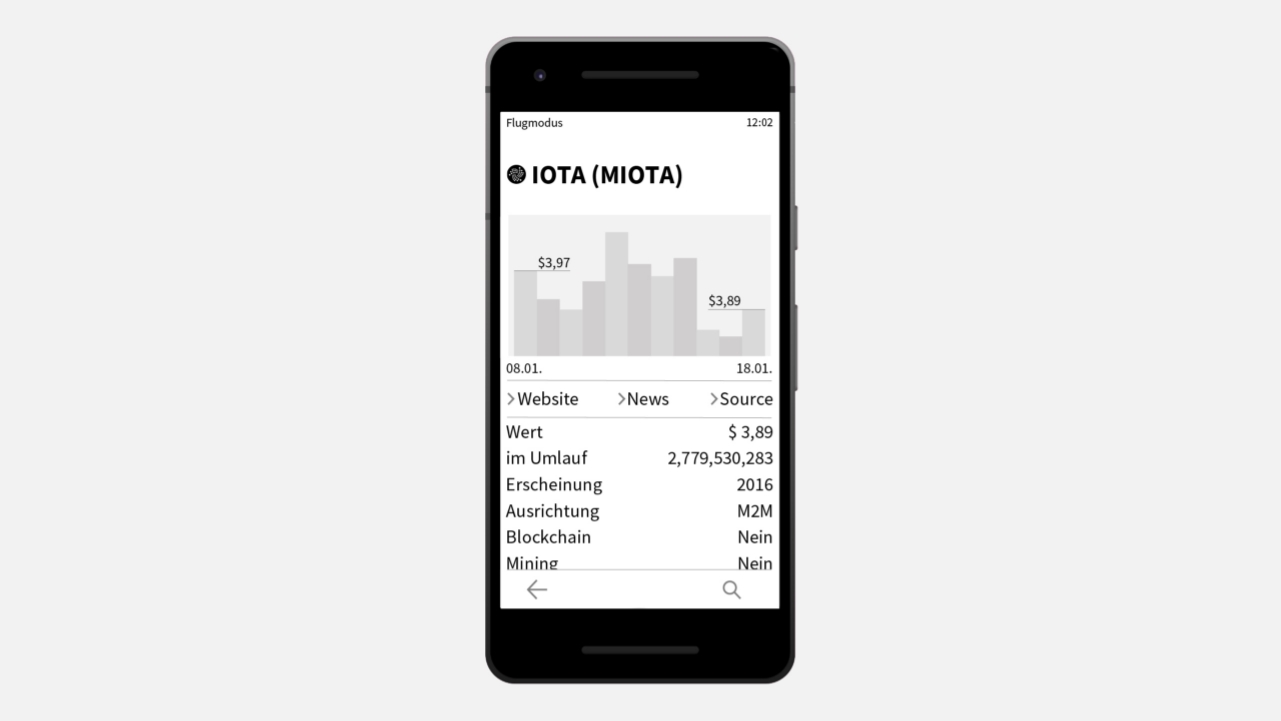 Flugmodus 12:02
IOTA (MIOTA)
$3,97
$3,89
08.01. 18.01.
Website News Source
Wert $ 3,89
im Umlauf 2,779,530,283
Erscheinung 2016
Ausrichtung M2M
Blockchain Nein
Mining Nein